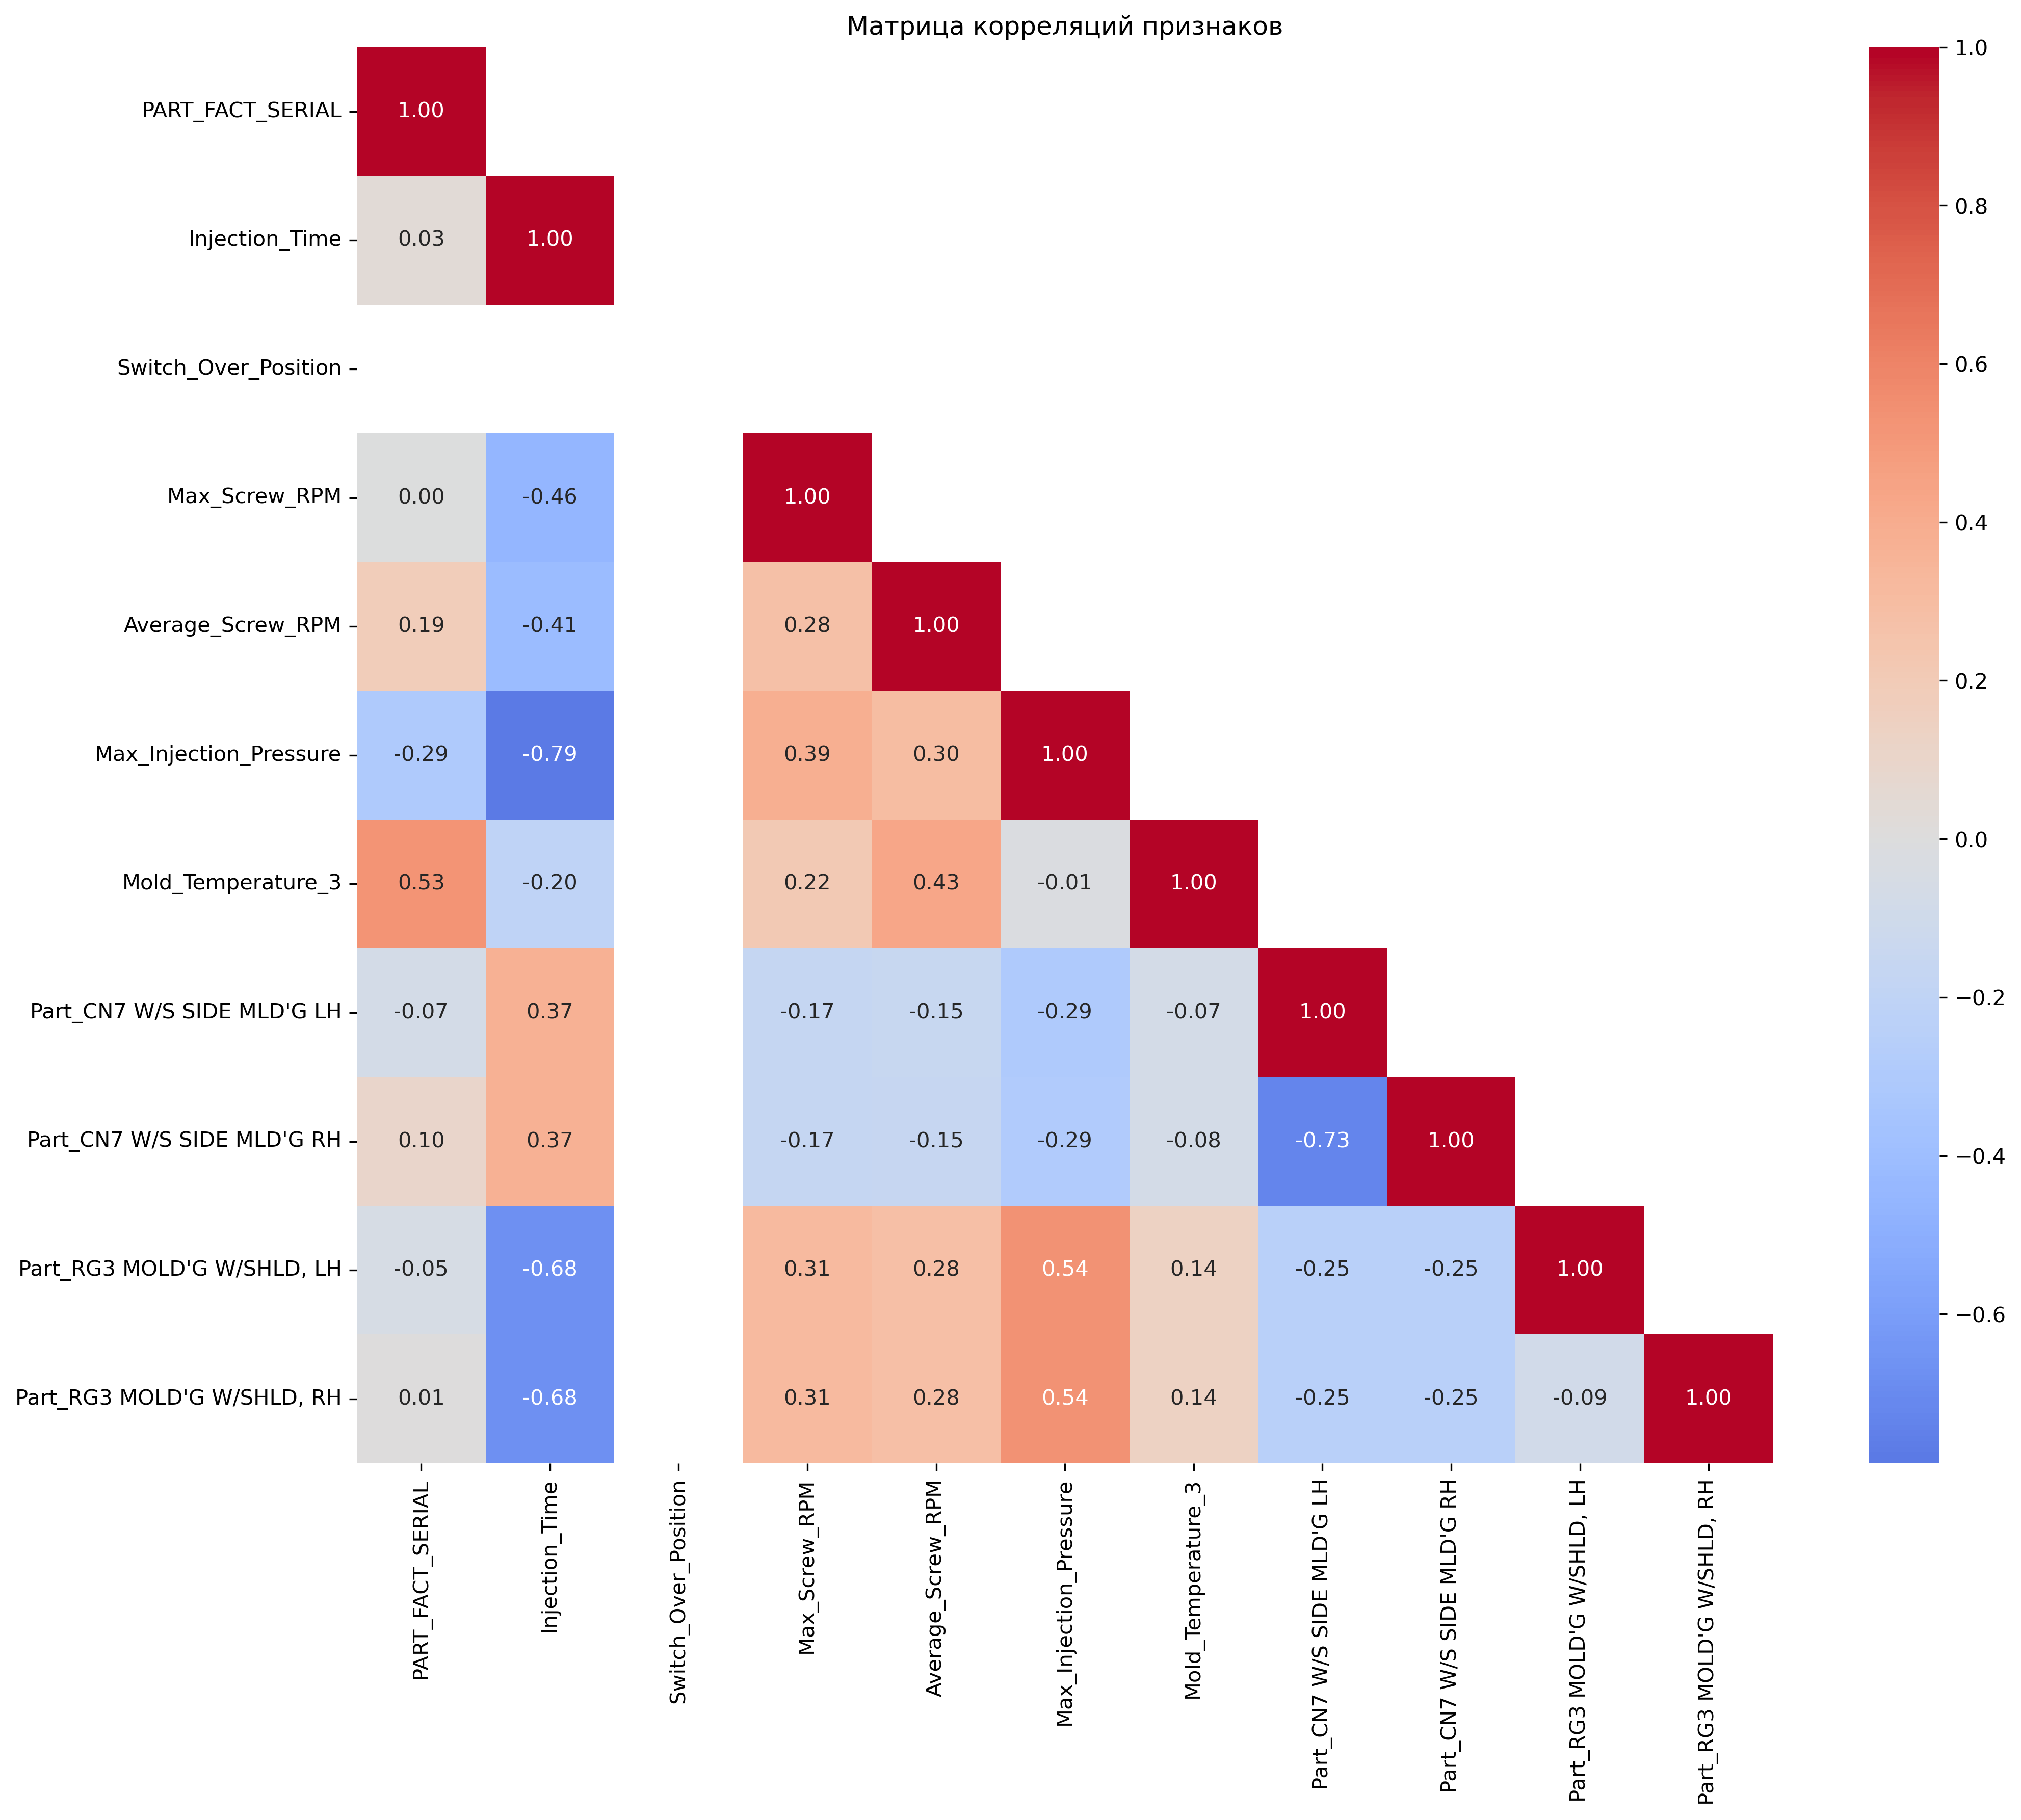 Матрица корреляций признаков
PART_FACT_SERIAL 1.00
Injection_Time 0.03 1.00
Switch_Over_Position
Max_Screw_RPM 0.00 -0.46 1.00
Average_Screw_RPM 0.19 -0.41 0.28 1.00
Max_Injection_Pressure -0.29 -0.79 0.39 0.30 1.00
Mold_Temperature_3 0.53 -0.20 0.22 0.43 -0.01 1.00
Part_CN7 W/S SIDE MLD'G LH -0.07 0.37 -0.17 -0.15 -0.29 -0.07 1.00
Part_CN7 W/S SIDE MLD'G RH 0.10 0.37 -0.17 -0.15 -0.29 -0.08 -0.73 1.00
Part_RG3 MOLD'G W/SHLD, LH -0.05 -0.68 0.31 0.28 0.54 0.14 -0.25 -0.25 1.00
Part_RG3 MOLD'G W/SHLD, RH 0.01 -0.68 0.31 0.28 0.54 0.14 -0.25 -0.25 -0.09 1.00
PART_FACT_SERIAL
Injection_Time
Switch_Over_Position
Max_Screw_RPM
Average_Screw_RPM
Max_Injection_Pressure
Mold_Temperature_3
Part_CN7 W/S SIDE MLD'G LH
Part_CN7 W/S SIDE MLD'G RH
Part_RG3 MOLD'G W/SHLD, LH
Part_RG3 MOLD'G W/SHLD, RH
1.0
0.8
0.6
0.4
0.2
0.0
−0.2
−0.4
−0.6